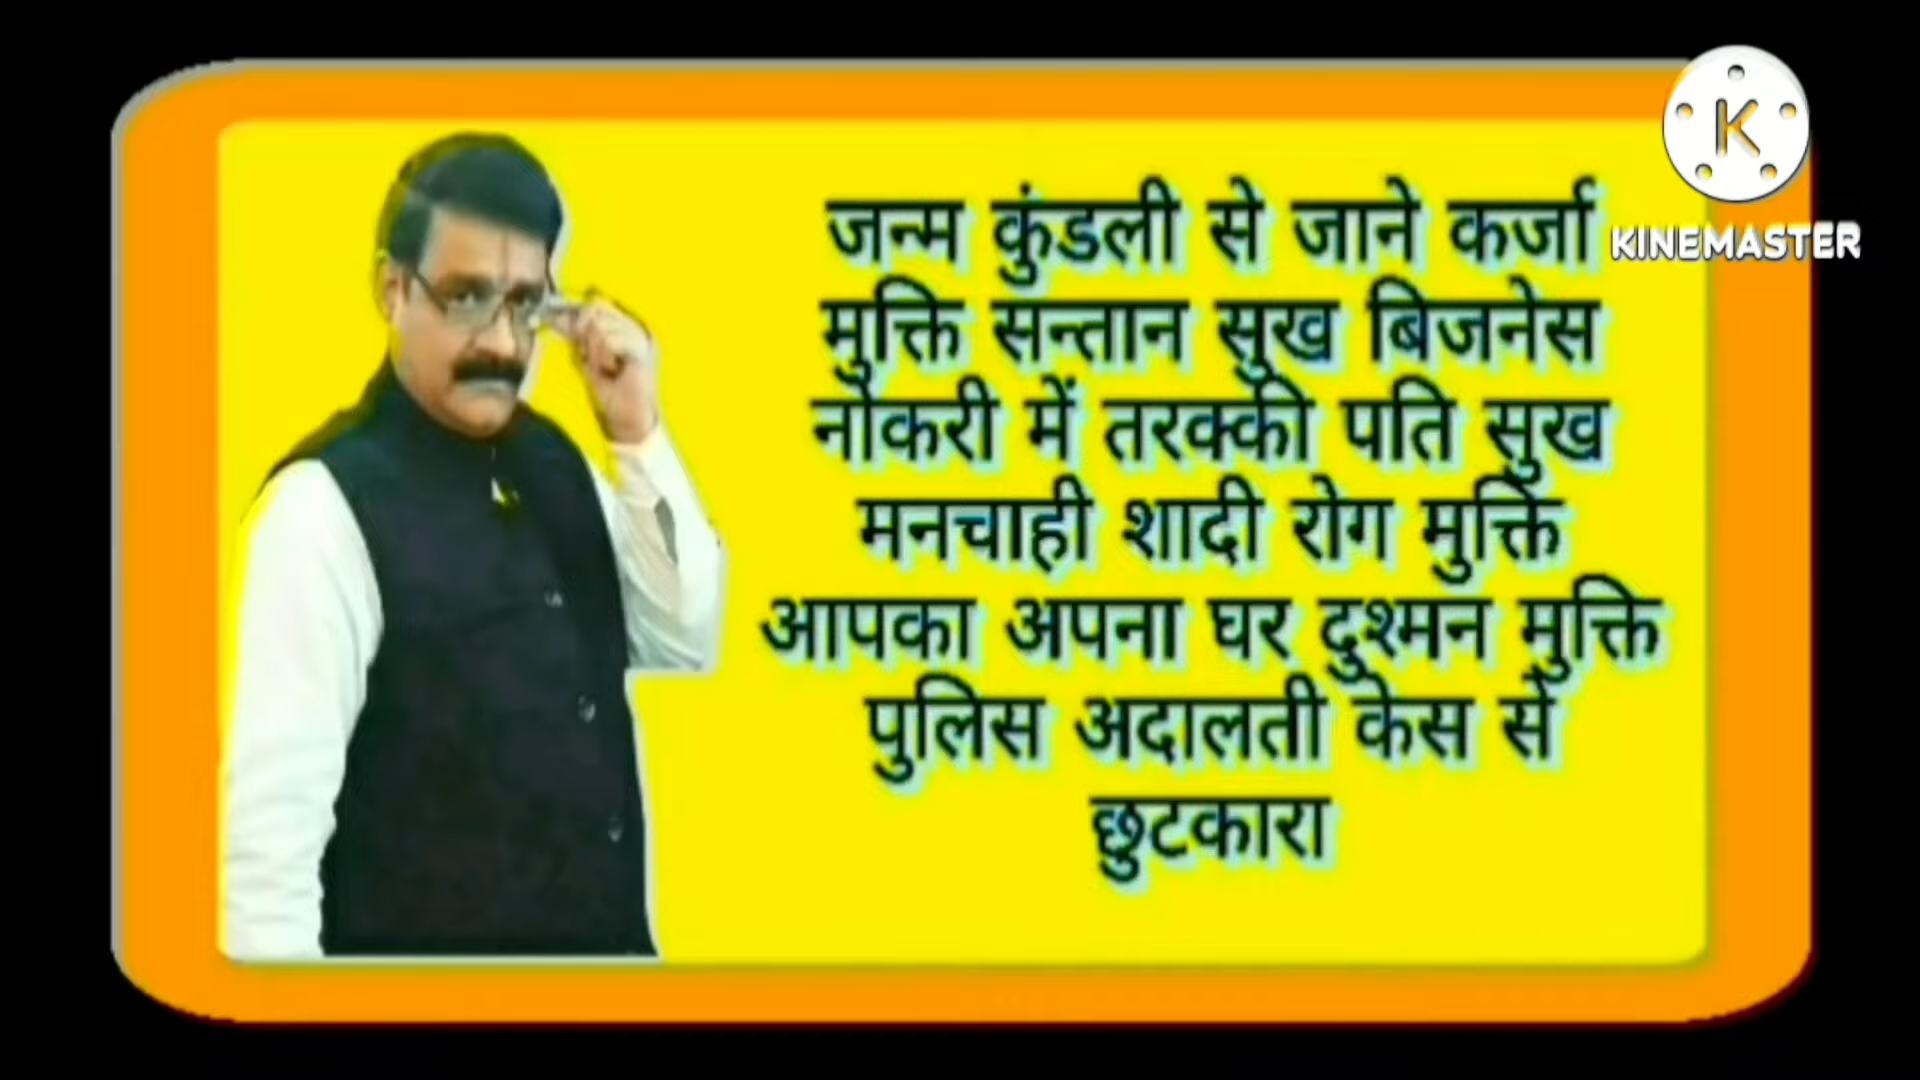 जन्म कुंडली से जाने कर्जा
मुक्ति सन्तान सुख बिजनेस
नौकरी में तरक्की पति सुख
मनचाही शादी रोग मुक्ति
आपका अपना घर दुश्मन मुक्ति
पुलिस अदालती केस से
छुटकारा
K
KINEMASTER